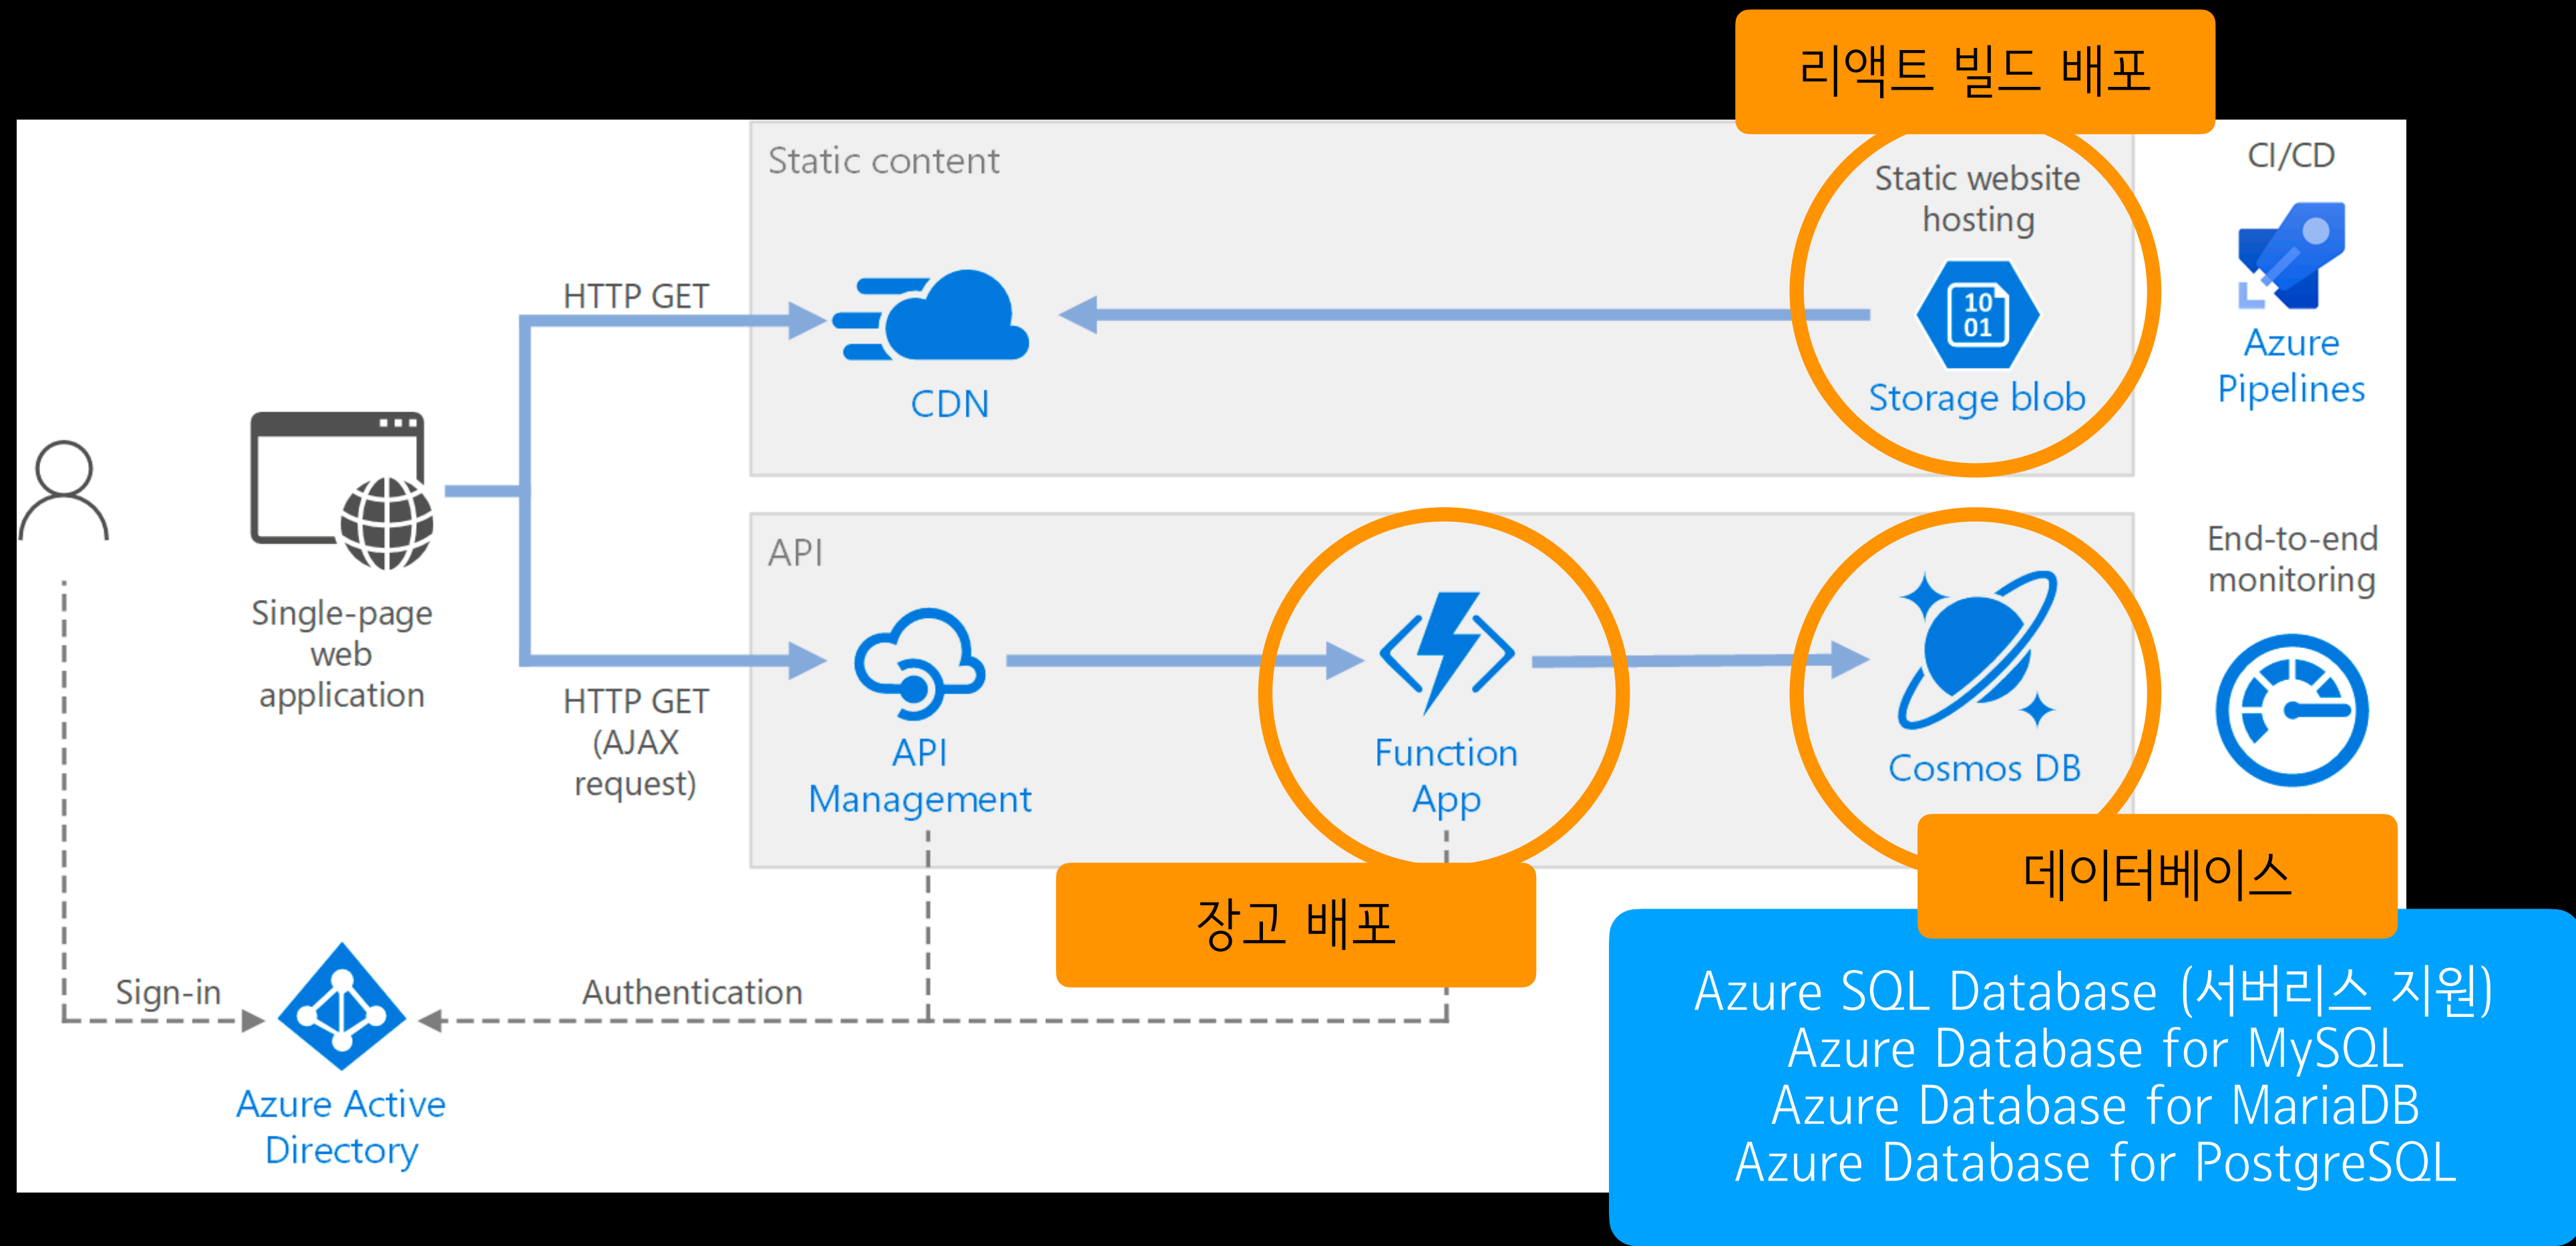 리액트 빌드 배포
Static content
Static website
hosting
CI/CD
HTTP GET
10
01
Azure
Pipelines
CDN
Storage blob
API
End-to-end
monitoring
Single-page
web
application
HTTP GET
(AJAX
request)
API
Management
Function
App
Cosmos DB
데이터베이스
장고 배포
Sign-in
Authentication
Azure Active
Directory
Azure SQL Database (서버리스 지원)
Azure Database for MySQL
Azure Database for MariaDB
Azure Database for PostgreSQL